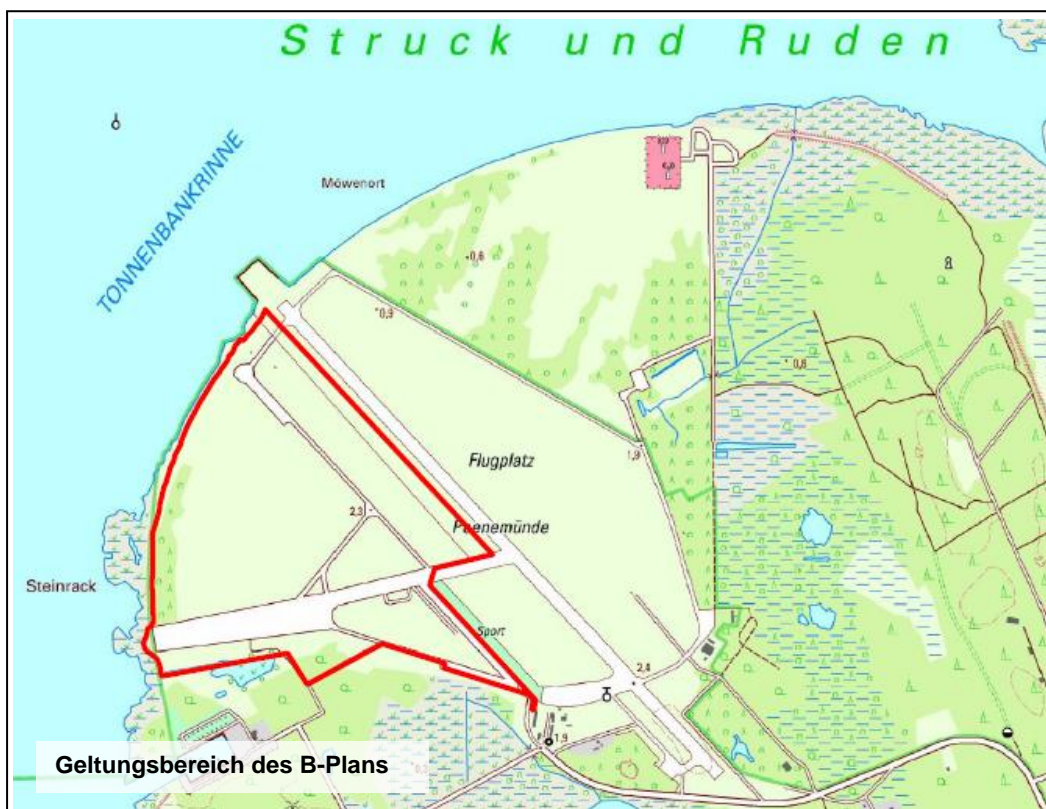 Struck und Ruden
TONNENBANKRINNE
Möwenort
0,6
0,9
1,9
0,6
Flugplatz
Peenemünde
2,3
Steinrack
Sport
2,4
1,9
Geltungsbereich des B-Plans